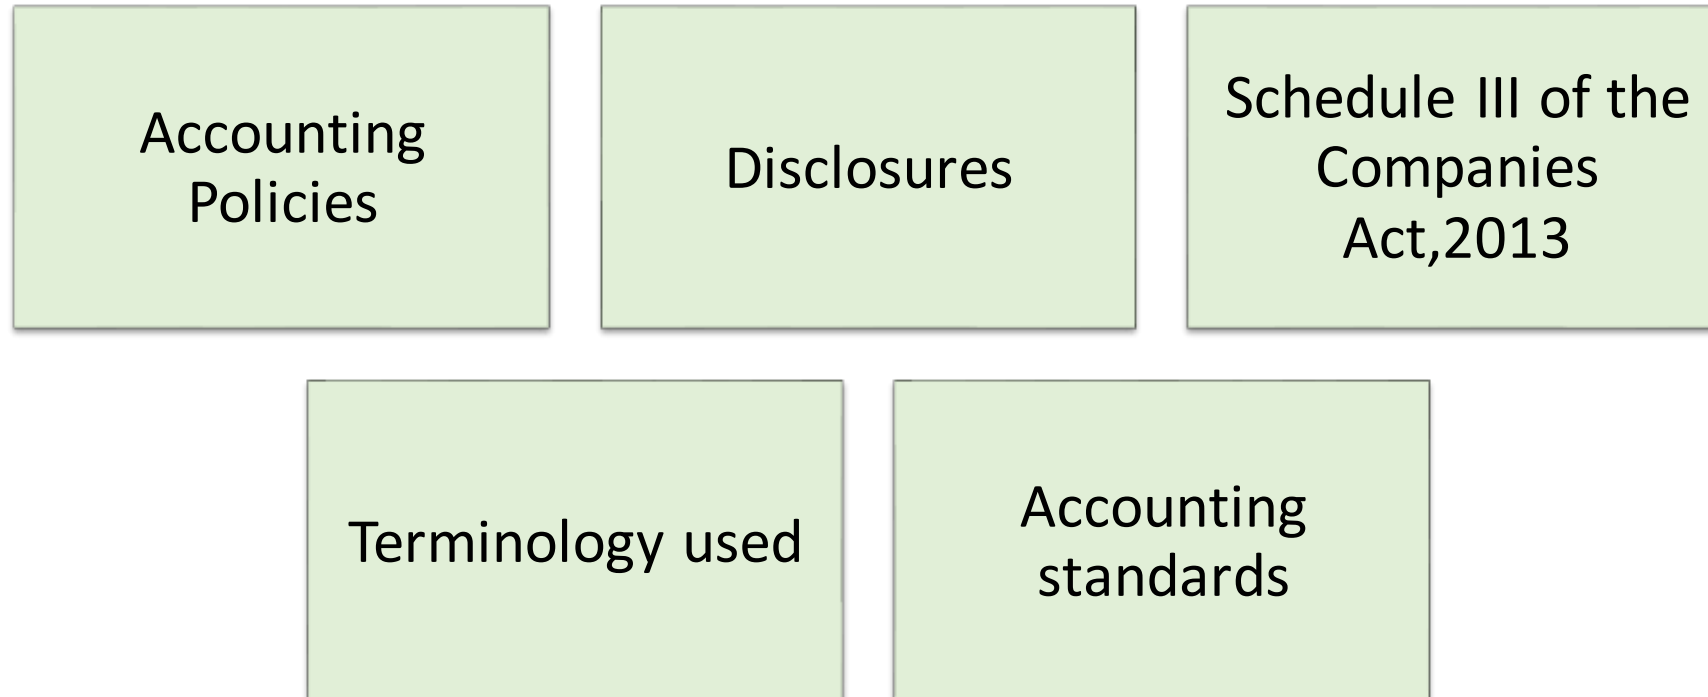 Accounting
Policies
Disclosures
Schedule III of the
Companies
Act,2013
Terminology used
Accounting
standards